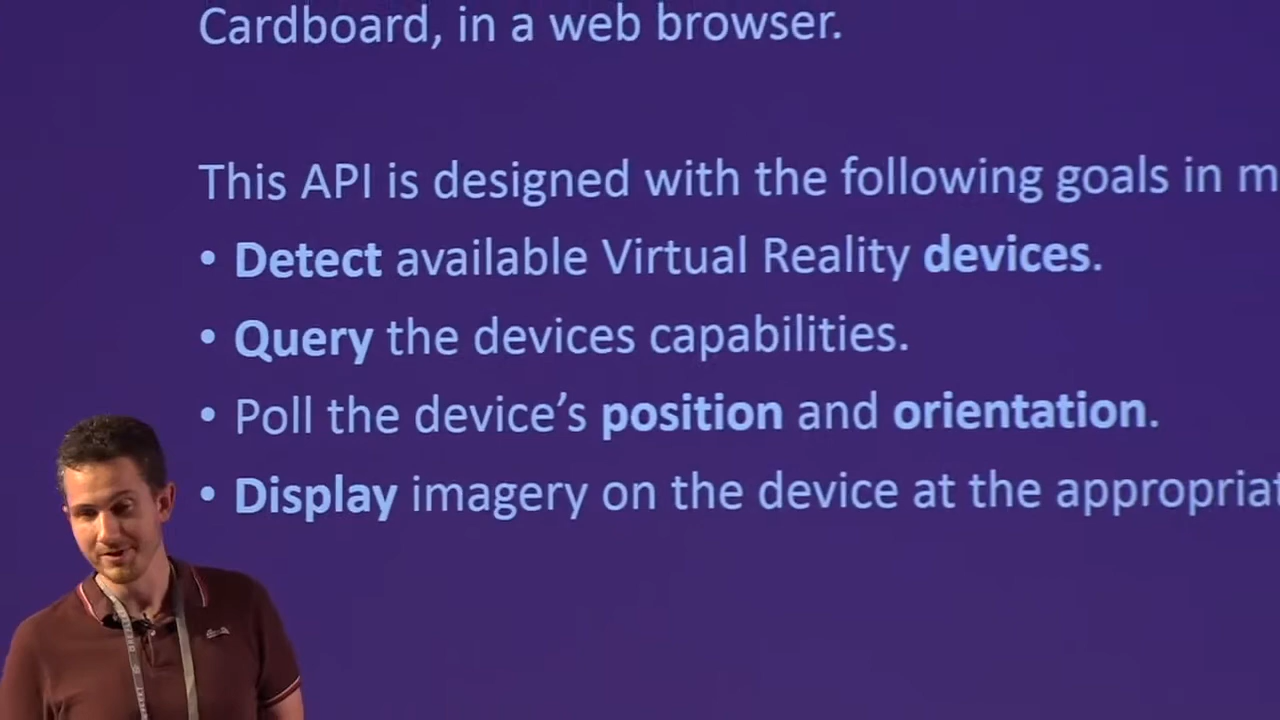 Cardboard, in a web browser.
This API is designed with the following goals in m
• Detect available Virtual Reality devices.
• Query the devices capabilities.
• Poll the device’s position and orientation.
• Display imagery on the device at the appropriat